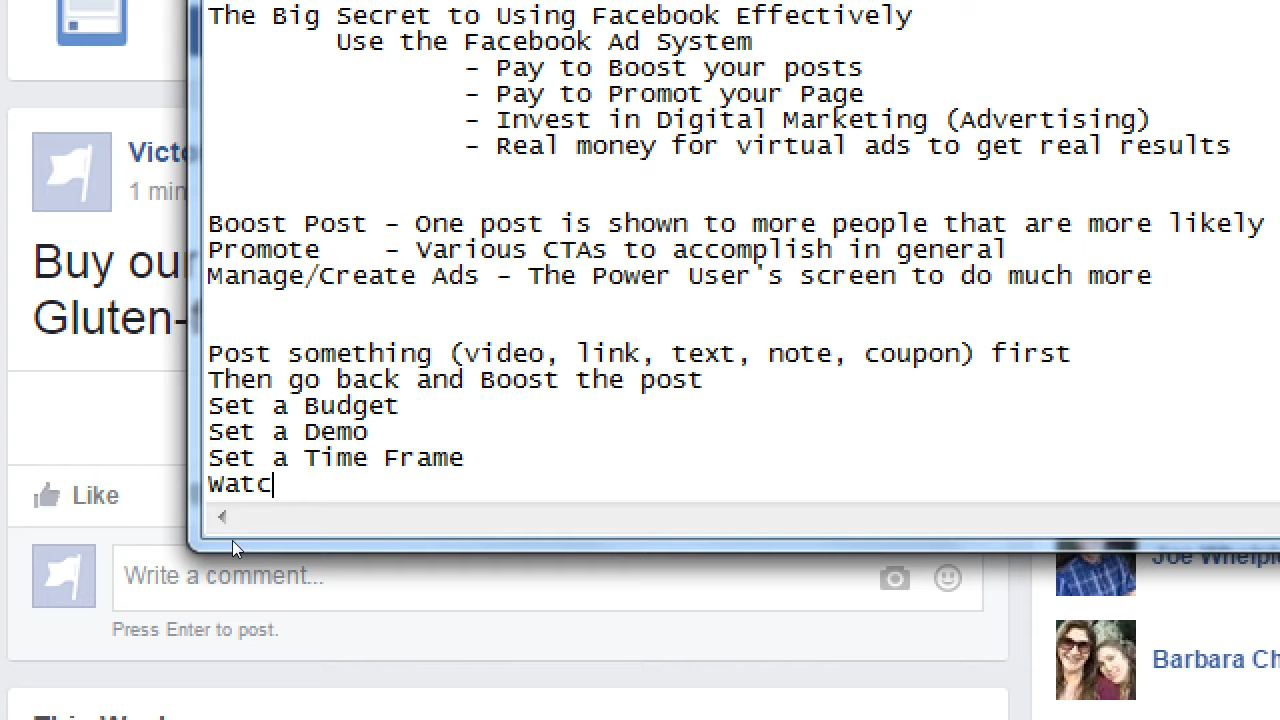 The Big Secret to Using Facebook Effectively
Use the Facebook Ad System
- Pay to Boost your posts
- Pay to Promot your Page
- Invest in Digital Marketing (Advertising)
- Real money for virtual ads to get real results
Boost Post - One post is shown to more people that are more likely
Promote - Various CTAs to accomplish in general
Manage/Create Ads - The Power User's screen to do much more
Post something (video, link, text, note, coupon) first
Then go back and Boost the post
Set a Budget
Set a Demo
Set a Time Frame
Watc
Victo
1 min
Buy our
Gluten-
Like
Write a comment...
Press Enter to post.
Joe Whelpl
Barbara Ch
This Week